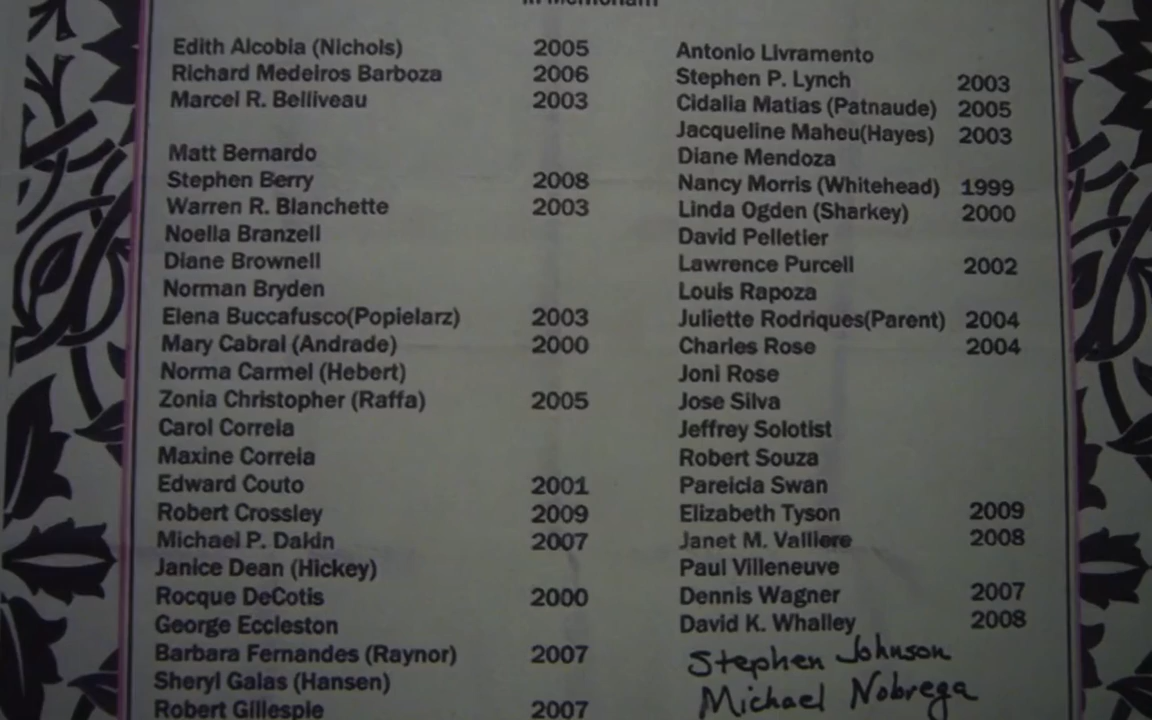 In Memoriam
Edith Alcobia (Nichols) 2005
Richard Medeiros Barboza 2006
Marcel R. Belliveau 2003
Matt Bernardo
Stephen Berry 2008
Warren R. Blanchette 2003
Noella Branzell
Diane Brownell
Norman Bryden
Elena Buccafusco(Popielarz) 2003
Mary Cabral (Andrade) 2000
Norma Carmel (Hebert)
Zonia Christopher (Raffa) 2005
Carol Correia
Maxine Correia
Edward Couto 2001
Robert Crossley 2009
Michael P. Dakin 2007
Janice Dean (Hickey)
Rocque DeCotis 2000
George Eccleston
Barbara Fernandes (Raynor) 2007
Sheryl Galas (Hansen)
Robert Gillespie 2007
Antonio Livramento
Stephen P. Lynch 2003
Cidalia Matias (Patnaude) 2005
Jacqueline Maheu(Hayes) 2003
Diane Mendoza
Nancy Morris (Whitehead) 1999
Linda Ogden (Sharkey) 2000
David Pelletier
Lawrence Purcell 2002
Louis Rapoza
Juliette Rodriques(Parent) 2004
Charles Rose 2004
Joni Rose
Jose Silva
Jeffrey Solotist
Robert Souza
Pareicia Swan
Elizabeth Tyson 2009
Janet M. Valliere 2008
Paul Villeneuve
Dennis Wagner 2007
David K. Whalley 2008
Stephen Johnson
Michael Nobrega